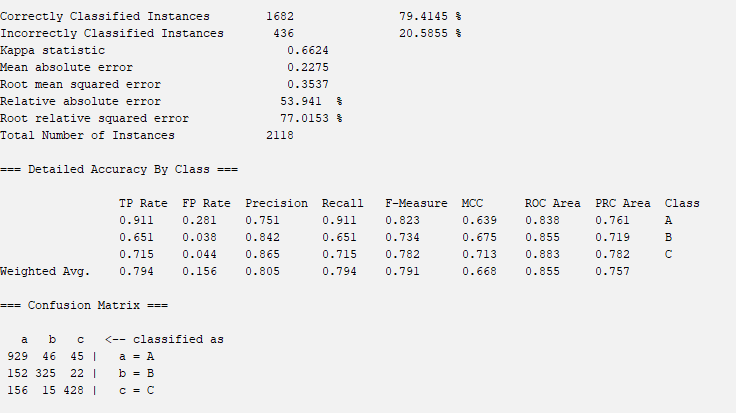 Correctly Classified Instances        1682               79.4145 %
Incorrectly Classified Instances       436               20.5855 %
Kappa statistic                          0.6624
Mean absolute error                      0.2275
Root mean squared error                  0.3537
Relative absolute error                 53.941  %
Root relative squared error             77.0153 %
Total Number of Instances             2118
=== Detailed Accuracy By Class ===
                 TP Rate  FP Rate  Precision  Recall   F-Measure  MCC      ROC Area  PRC Area  Class
                 0.911    0.281    0.751      0.911    0.823      0.639    0.838     0.761     A
                 0.651    0.038    0.842      0.651    0.734      0.675    0.855     0.719     B
                 0.715    0.044    0.865      0.715    0.782      0.713    0.883     0.782     C
Weighted Avg.    0.794    0.156    0.805      0.794    0.791      0.668    0.855     0.757
=== Confusion Matrix ===
   a   b   c   <-- classified as
 929  46  45 |   a = A
 152 325  22 |   b = B
 156  15 428 |   c = C